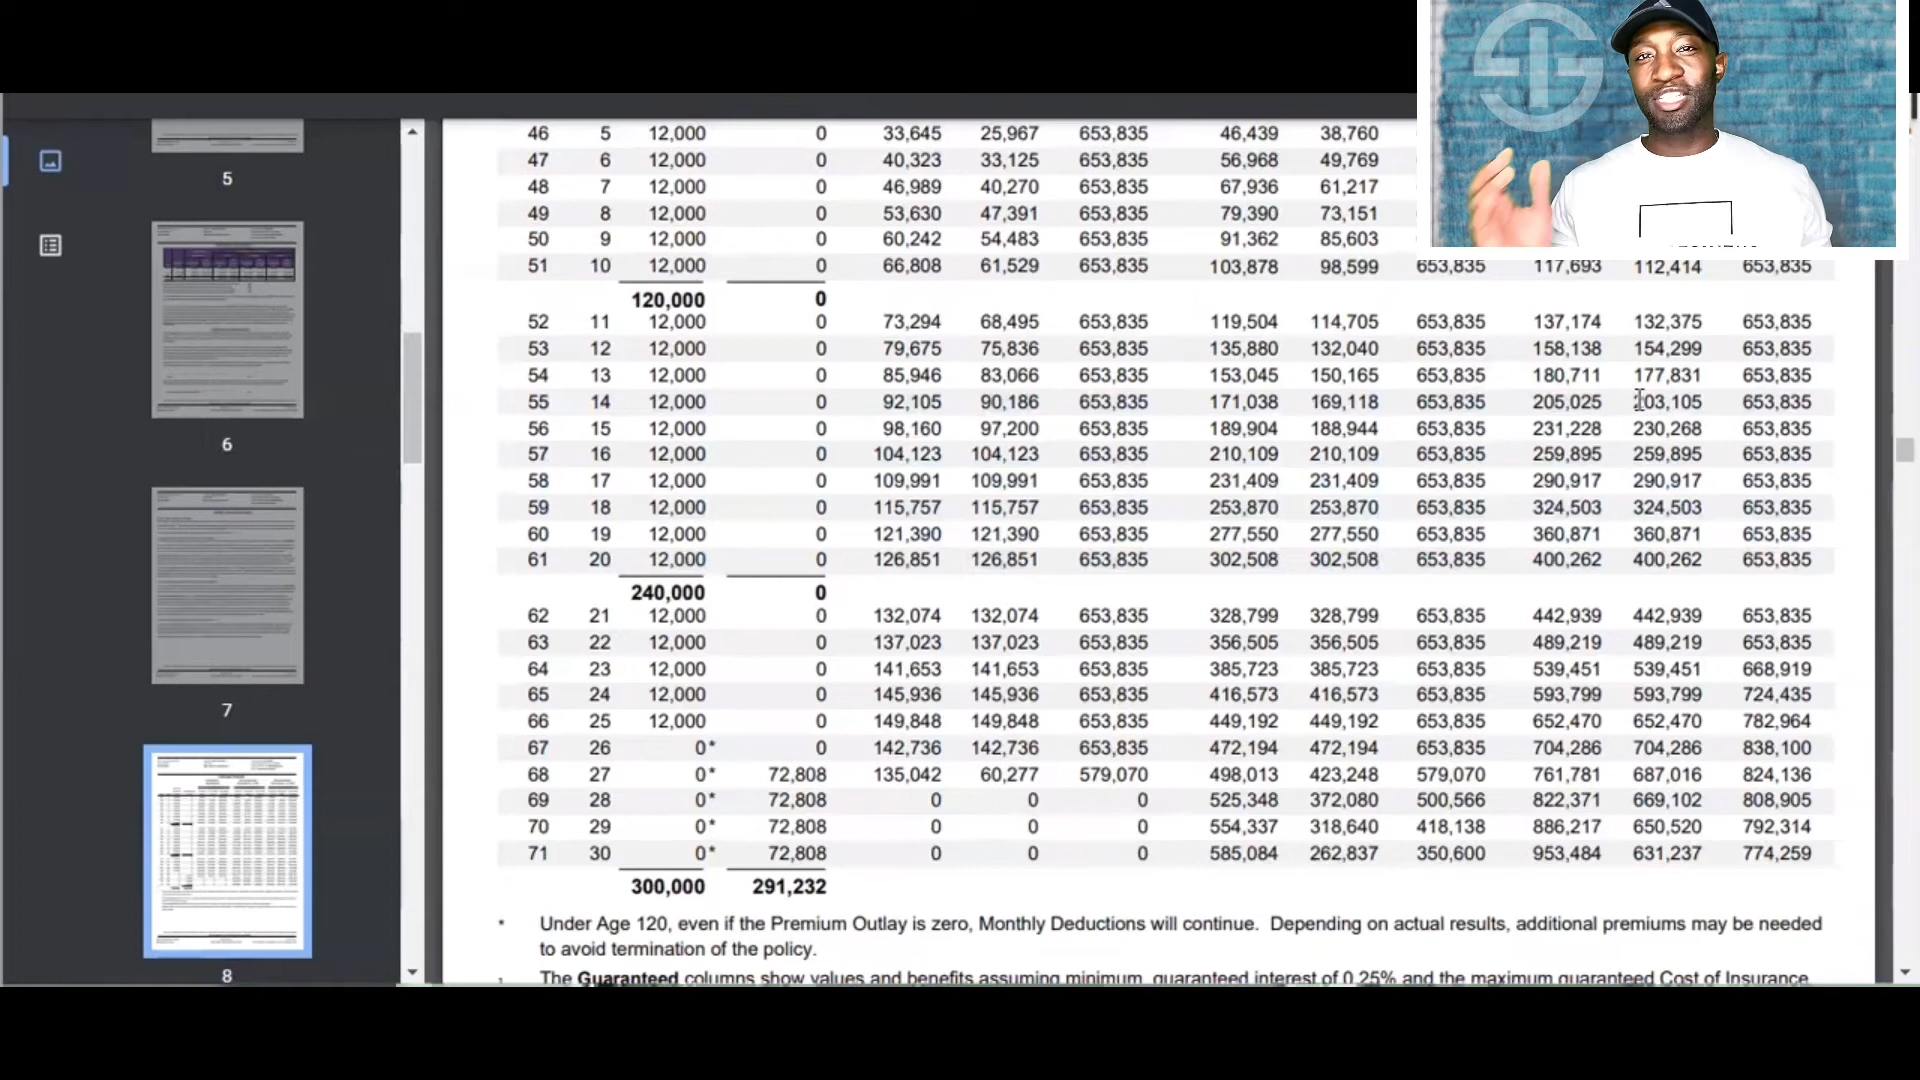 5
6
7
8
46 5 12,000 0 33,645 25,967 653,835 46,439 38,760
47 6 12,000 0 40,323 33,125 653,835 56,968 49,769
48 7 12,000 0 46,989 40,270 653,835 67,936 61,217
49 8 12,000 0 53,630 47,391 653,835 79,390 73,151
50 9 12,000 0 60,242 54,483 653,835 91,362 85,603
51 10 12,000 0 66,808 61,529 653,835 103,878 98,599 653,835 117,693 112,414 653,835
120,000 0
52 11 12,000 0 73,294 68,495 653,835 119,504 114,705 653,835 137,174 132,375 653,835
53 12 12,000 0 79,675 75,836 653,835 135,880 132,040 653,835 158,138 154,299 653,835
54 13 12,000 0 85,946 83,066 653,835 153,045 150,165 653,835 180,711 177,831 653,835
55 14 12,000 0 92,105 90,186 653,835 171,038 169,118 653,835 205,025 203,105 653,835
56 15 12,000 0 98,160 97,200 653,835 189,904 188,944 653,835 231,228 230,268 653,835
57 16 12,000 0 104,123 104,123 653,835 210,109 210,109 653,835 259,895 259,895 653,835
58 17 12,000 0 109,991 109,991 653,835 231,409 231,409 653,835 290,917 290,917 653,835
59 18 12,000 0 115,757 115,757 653,835 253,870 253,870 653,835 324,503 324,503 653,835
60 19 12,000 0 121,390 121,390 653,835 277,550 277,550 653,835 360,871 360,871 653,835
61 20 12,000 0 126,851 126,851 653,835 302,508 302,508 653,835 400,262 400,262 653,835
240,000 0
62 21 12,000 0 132,074 132,074 653,835 328,799 328,799 653,835 442,939 442,939 653,835
63 22 12,000 0 137,023 137,023 653,835 356,505 356,505 653,835 489,219 489,219 653,835
64 23 12,000 0 141,653 141,653 653,835 385,723 385,723 653,835 539,451 539,451 668,919
65 24 12,000 0 145,936 145,936 653,835 416,573 416,573 653,835 593,799 593,799 724,435
66 25 12,000 0 149,848 149,848 653,835 449,192 449,192 653,835 652,470 652,470 782,964
67 26 0* 0 142,736 142,736 653,835 472,194 472,194 653,835 704,286 704,286 838,100
68 27 0* 72,808 135,042 60,277 579,070 498,013 423,248 579,070 761,781 687,016 824,136
69 28 0* 72,808 0 0 0 525,348 372,080 500,566 822,371 669,102 808,905
70 29 0* 72,808 0 0 0 554,337 318,640 418,138 886,217 650,520 792,314
71 30 0* 72,808 0 0 0 585,084 262,837 350,600 953,484 631,237 774,259
300,000 291,232
* Under Age 120, even if the Premium Outlay is zero, Monthly Deductions will continue. Depending on actual results, additional premiums may be needed
to avoid termination of the policy.
The Guaranteed columns show values and benefits assuming minimum, guaranteed interest of 0.25% and the maximum guaranteed Cost of Insurance